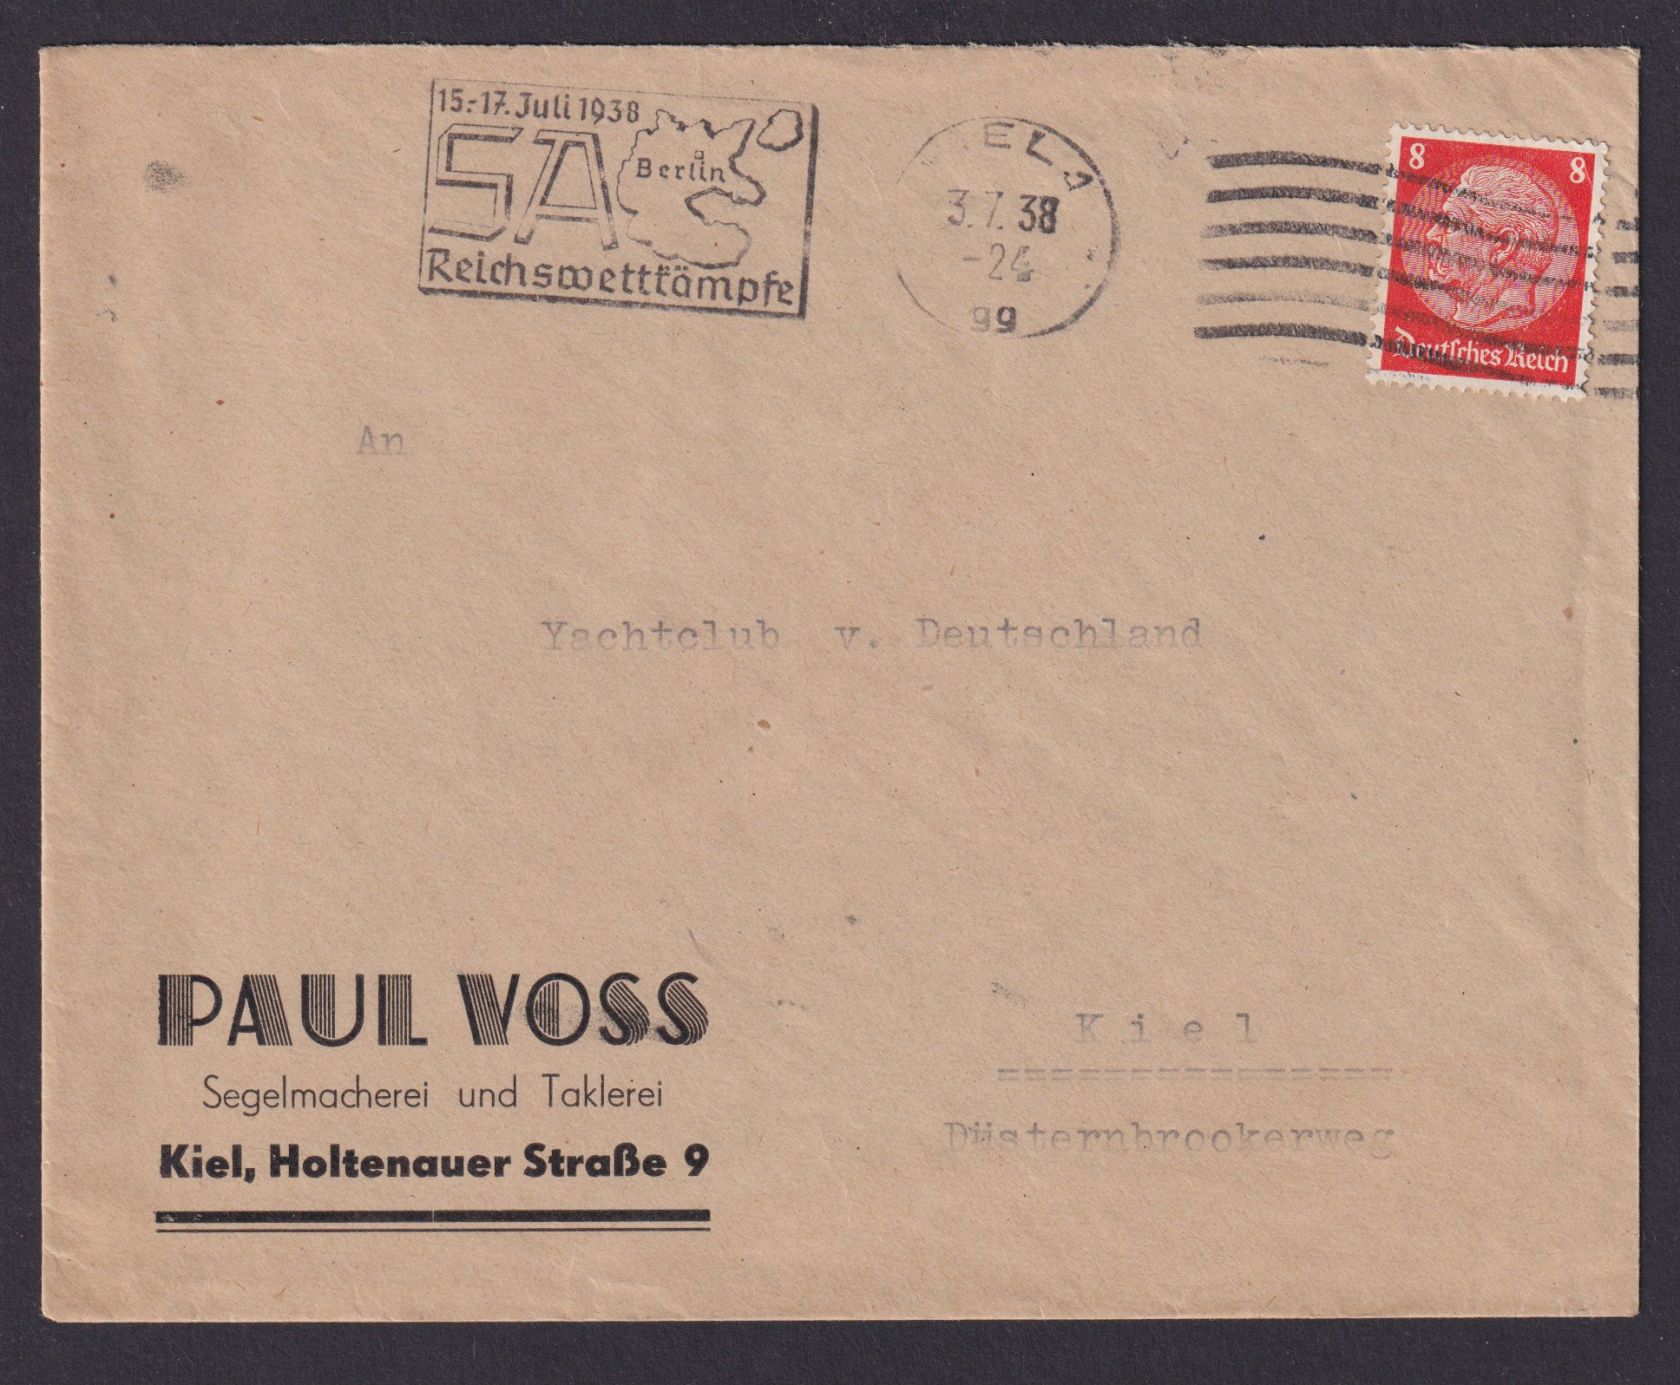 15.-17. Juli 1938
SA
Berlin
Reichswettkämpfe
3.7.38
-24
gg
8 8
Deutsches Reich
An
Yachtclub v. Deutschland
PAUL VOSS
Segelmacherei und Taklerei
Kiel, Holtenauer Straße 9
Kiel
===============
Düsternbrookerweg